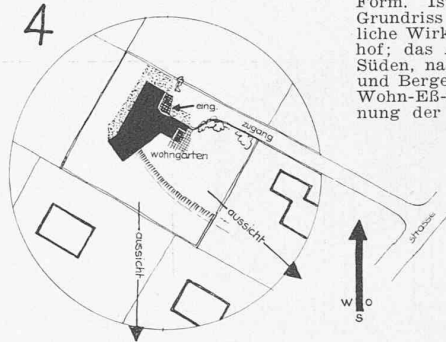 4
Form. Is
Grundriss
liche Wirk
hof; das
Süden, na
und Berge
Wohn-Eß-
nung der
eing.
zugang
wohngarten
aussicht
aussicht
strasse
W O
S